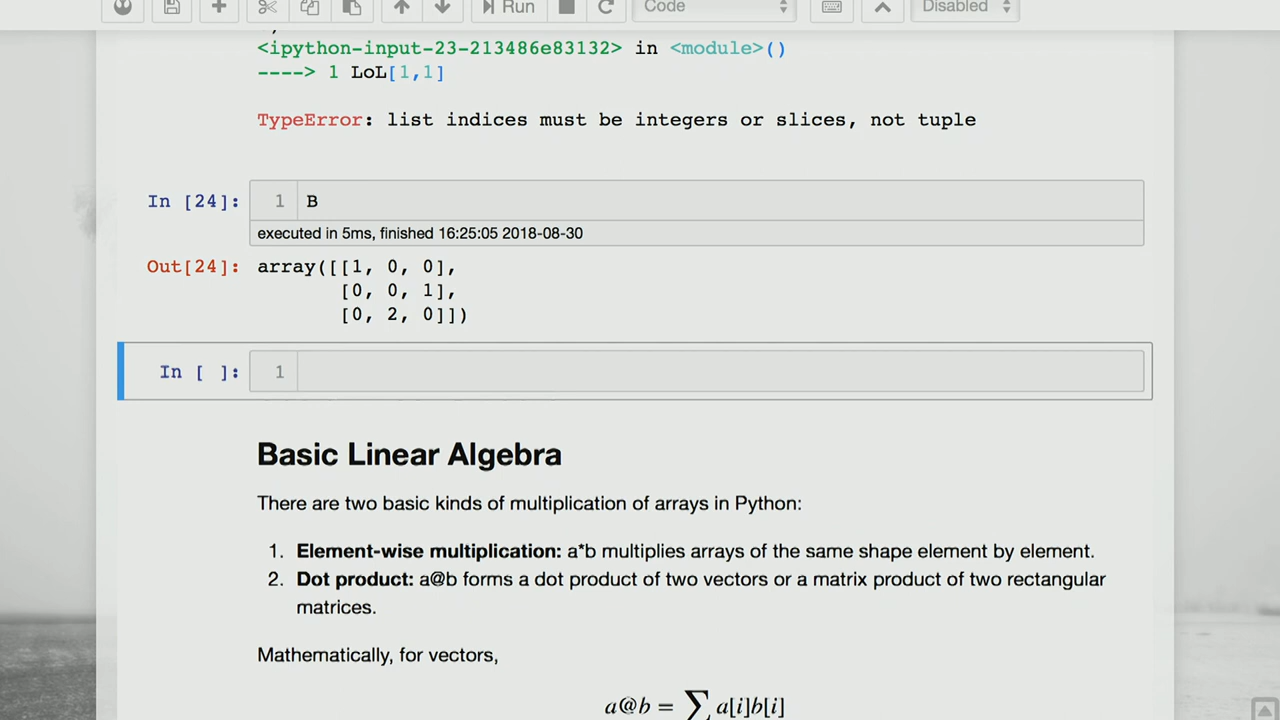 Run
Code
Disabled
<ipython-input-23-213486e83132> in <module>()
----> 1 LoL[1,1]
TypeError: list indices must be integers or slices, not tuple
In [24]:
1 B
executed in 5ms, finished 16:25:05 2018-08-30
Out[24]: array([[1, 0, 0],
[0, 0, 1],
[0, 2, 0]])
In [ ]:
1
Basic Linear Algebra
There are two basic kinds of multiplication of arrays in Python:
1. Element-wise multiplication: a*b multiplies arrays of the same shape element by element.
2. Dot product: a@b forms a dot product of two vectors or a matrix product of two rectangular
matrices.
Mathematically, for vectors,
a@b = ∑ a[i]b[i]